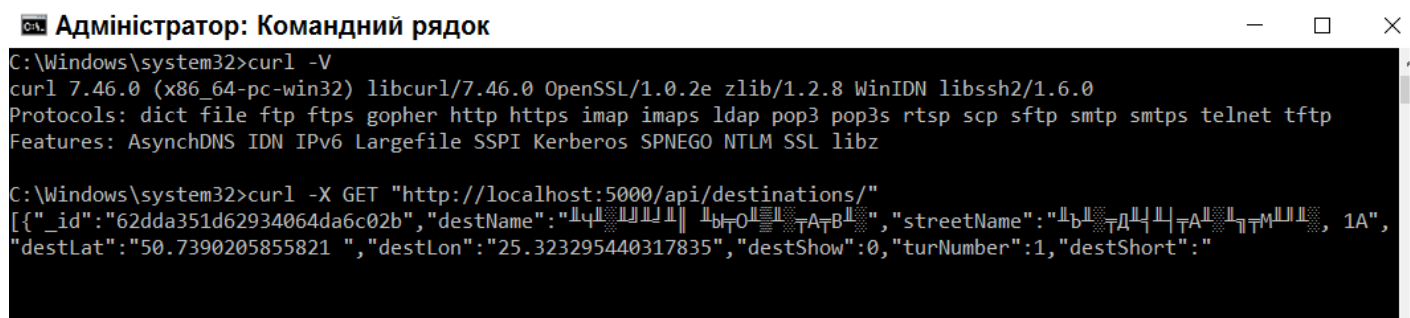 Адміністратор: Командний рядок
C:\Windows\system32>curl -V
curl 7.46.0 (x86_64-pc-win32) libcurl/7.46.0 OpenSSL/1.0.2e zlib/1.2.8 WinIDN libssh2/1.6.0
Protocols: dict file ftp ftps gopher http https imap imaps ldap pop3 pop3s rtsp scp sftp smtp smtps telnet tftp
Features: AsynchDNS IDN IPv6 Largefile SSPI Kerberos SPNEGO NTLM SSL libz
C:\Windows\system32>curl -X GET "http://localhost:5000/api/destinations/"
[{"_id":"62dda351d62934064da6c02b","destName":"╨Ч╨░╨╝╨╛╨║ ╨Ы╤О╨▒╨░╤А╤В╨░","streetName":"╨Ъ╨░╤Д╨╡╨┤╤А╨░╨╗╤М╨╜╨░, 1А",
"destLat":"50.7390205855821 ","destLon":"25.323295440317835","destShow":0,"turNumber":1,"destShort":"